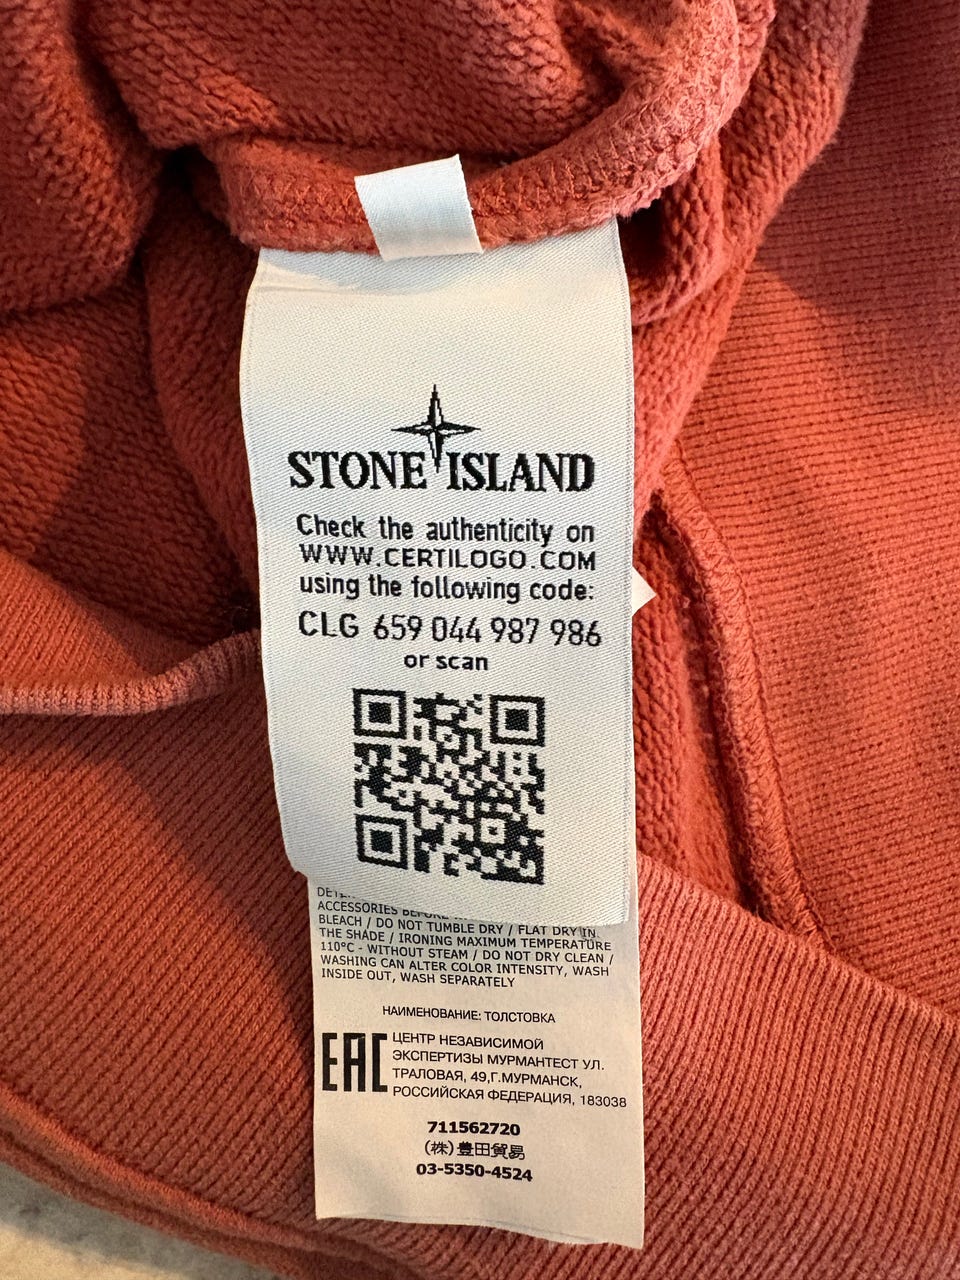 STONE ISLAND
Check the authenticity on
WWW.CERTILOGO.COM
using the following code:
CLG 659 044 987 986
or scan
ACCESSORIES BEFORE
BLEACH / DO NOT TUMBLE DRY / FLAT DRY IN
THE SHADE / IRONING MAXIMUM TEMPERATURE
110°C - WITHOUT STEAM / DO NOT DRY CLEAN /
WASHING CAN ALTER COLOR INTENSITY, WASH
INSIDE OUT, WASH SEPARATELY
НАИМЕНОВАНИЕ: ТОЛСТОВКА
EAC
ЦЕНТР НЕЗАВИСИМОЙ
ЭКСПЕРТИЗЫ МУРМАНТЕСТ УЛ.
ТРАЛОВАЯ, 49,Г.МУРМАНСК,
РОССИЙСКАЯ ФЕДЕРАЦИЯ, 183038
711562720
(株)豊田貿易
03-5350-4524